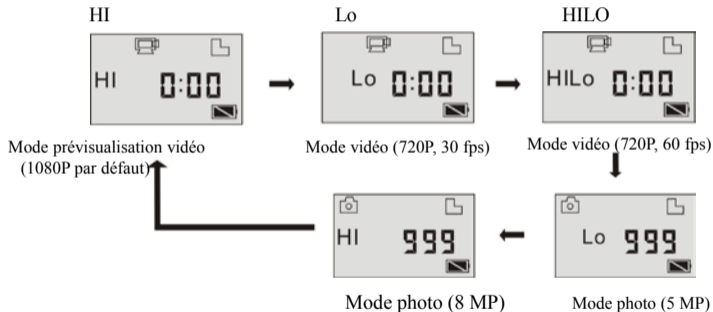 HI
Lo
HILO
HI 0:00
Lo 0:00
HILo 0:00
Mode prévisualisation vidéo
(1080P par défaut)
Mode vidéo (720P, 30 fps)
Mode vidéo (720P, 60 fps)
HI 999
Lo 999
Mode photo (8 MP)
Mode photo (5 MP)